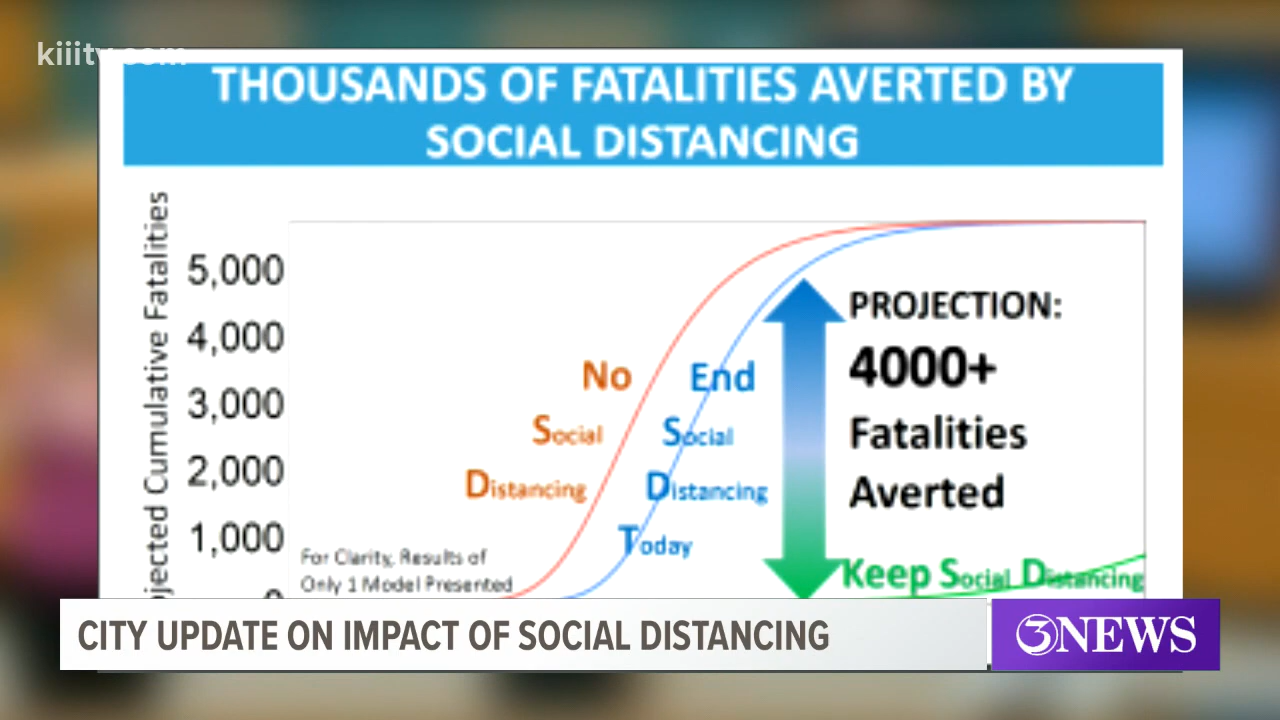 kiiitv.com
THOUSANDS OF FATALITIES AVERTED BY
SOCIAL DISTANCING
jected Cumulative Fatalities
5,000
4,000
3,000
2,000
1,000
0
No
Social
Distancing
End
Social
Distancing
Today
PROJECTION:
4000+
Fatalities
Averted
For Clarity, Results of
Only 1 Model Presented
Keep Social Distancing
CITY UPDATE ON IMPACT OF SOCIAL DISTANCING
3NEWS